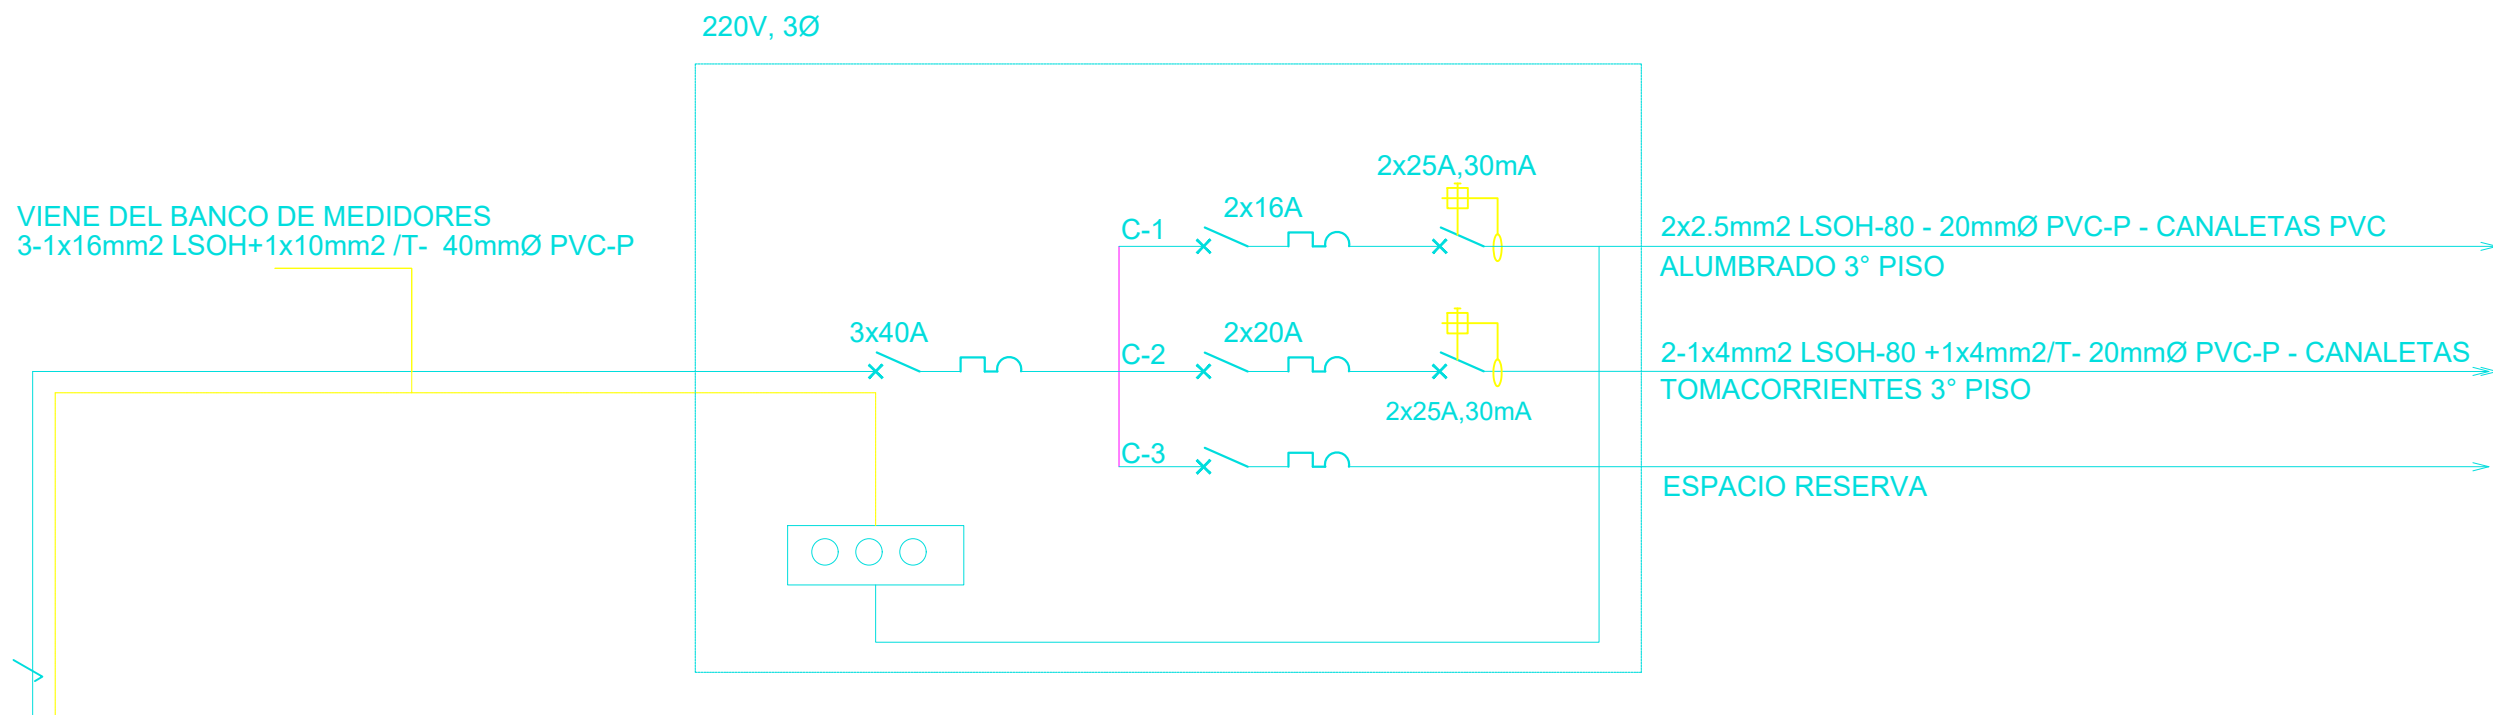 220V, 3Ø
VIENE DEL BANCO DE MEDIDORES
3-1x16mm2 LSOH+1x10mm2 /T- 40mmØ PVC-P
3x40A
C-1
2x16A
2x25A,30mA
2x2.5mm2 LSOH-80 - 20mmØ PVC-P - CANALETAS PVC
ALUMBRADO 3° PISO
C-2
2x20A
2x25A,30mA
2-1x4mm2 LSOH-80 +1x4mm2/T- 20mmØ PVC-P - CANALETAS
TOMACORRIENTES 3° PISO
C-3
ESPACIO RESERVA